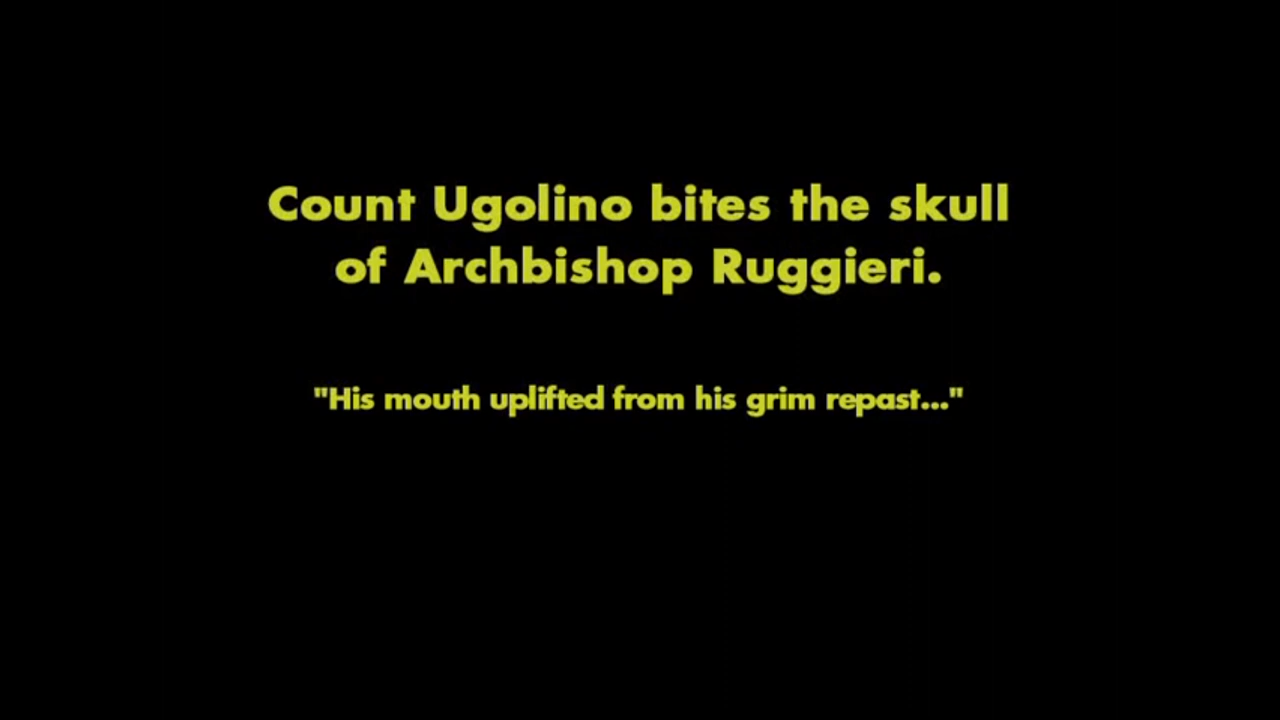 Count Ugolino bites the skull
of Archbishop Ruggieri.
"His mouth uplifted from his grim repast..."